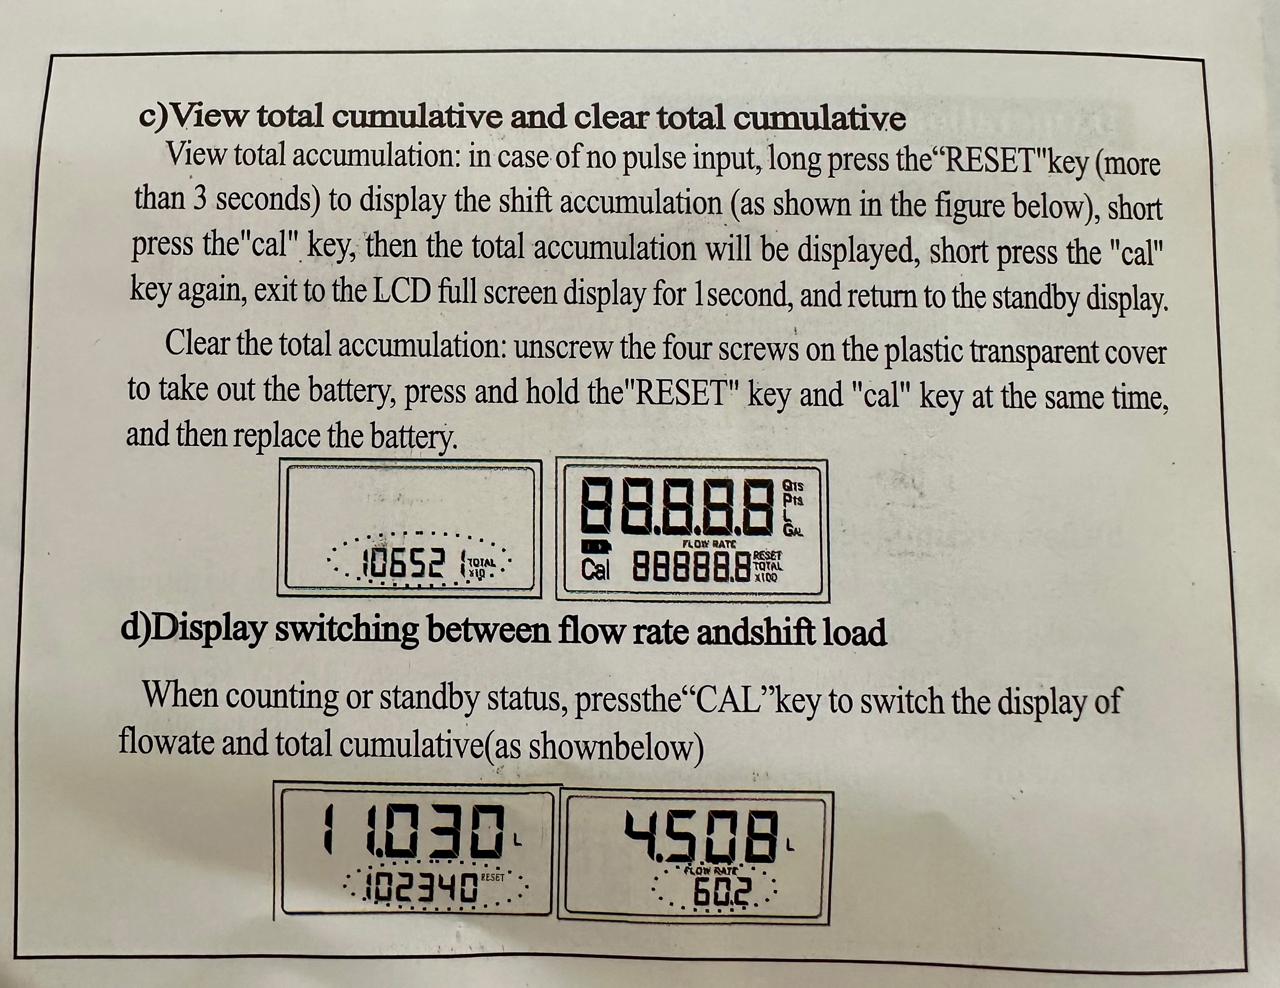 c)View total cumulative and clear total cumulative
View total accumulation: in case of no pulse input, long press the“RESET"key (more
than 3 seconds) to display the shift accumulation (as shown in the figure below), short
press the"cal" key, then the total accumulation will be displayed, short press the "cal"
key again, exit to the LCD full screen display for 1second, and return to the standby display.
Clear the total accumulation: unscrew the four screws on the plastic transparent cover
to take out the battery, press and hold the"RESET" key and "cal" key at the same time,
and then replace the battery.
106521 TOTAL
x10
88.8.8.8 Qts
Pts
L
GAL
FLOW RATE
Cal 88888.8 RESET
TOTAL
x100
d)Display switching between flow rate andshift load
When counting or standby status, pressthe“CAL”key to switch the display of
flowate and total cumulative(as shownbelow)
11.030 L
102340 RESET
4.508 L
FLOW RATE
60.2